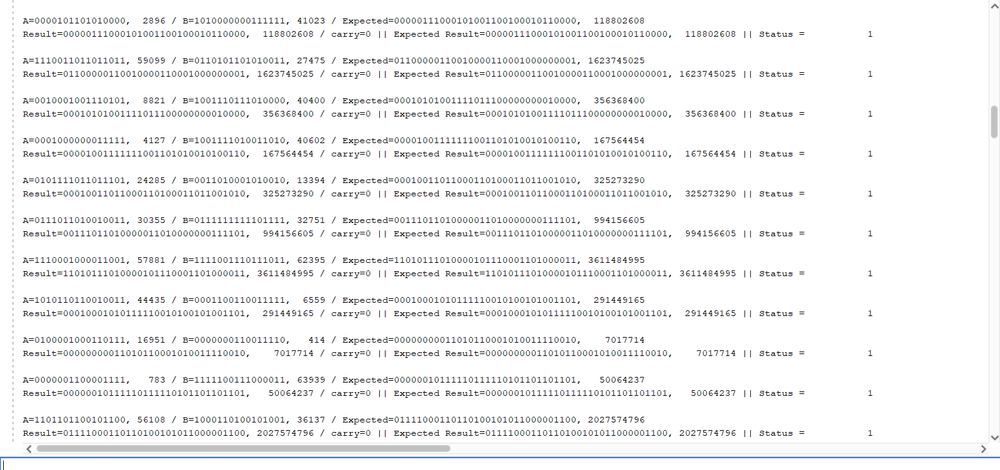 A=0000101101010000,  2896 / B=1010000000111111, 41023 / Expected=00000111000101001100100010110000,  118802608
Result=00000111000101001100100010110000,  118802608 / carry=0 || Expected Result=00000111000101001100100010110000,  118802608 || Status =           1
A=1110011011011011, 59099 / B=0110101101010011, 27475 / Expected=01100000110010000110001000000001, 1623745025
Result=01100000110010000110001000000001, 1623745025 / carry=0 || Expected Result=01100000110010000110001000000001, 1623745025 || Status =           1
A=0010001001110101,  8821 / B=1001110111010000, 40400 / Expected=00010101001111011100000000010000,  356368400
Result=00010101001111011100000000010000,  356368400 / carry=0 || Expected Result=00010101001111011100000000010000,  356368400 || Status =           1
A=0001000000011111,  4127 / B=1001111010011010, 40602 / Expected=00001001111111001101010010100110,  167564454
Result=00001001111111001101010010100110,  167564454 / carry=0 || Expected Result=00001001111111001101010010100110,  167564454 || Status =           1
A=0101111011011101, 24285 / B=0011010001010010, 13394 / Expected=00010011011000110100011011001010,  325273290
Result=00010011011000110100011011001010,  325273290 / carry=0 || Expected Result=00010011011000110100011011001010,  325273290 || Status =           1
A=0111011010010011, 30355 / B=0111111111101111, 32751 / Expected=00111011010000011010000000111101,  994156605
Result=00111011010000011010000000111101,  994156605 / carry=0 || Expected Result=00111011010000011010000000111101,  994156605 || Status =           1
A=1110001000011001, 57881 / B=1111001110111011, 62395 / Expected=11010111010000101110001101000011, 3611484995
Result=11010111010000101110001101000011, 3611484995 / carry=0 || Expected Result=11010111010000101110001101000011, 3611484995 || Status =           1
A=1010110110010011, 44435 / B=0001100110011111,  6559 / Expected=00010001010111110010100101001101,  291449165
Result=00010001010111110010100101001101,  291449165 / carry=0 || Expected Result=00010001010111110010100101001101,  291449165 || Status =           1
A=0100001000110111, 16951 / B=0000000110011110,   414 / Expected=00000000011010110001010011110010,    7017714
Result=00000000011010110001010011110010,    7017714 / carry=0 || Expected Result=00000000011010110001010011110010,    7017714 || Status =           1
A=0000001100001111,   783 / B=1111100111000011, 63939 / Expected=00000010111110111110101101101101,   50064237
Result=00000010111110111110101101101101,   50064237 / carry=0 || Expected Result=00000010111110111110101101101101,   50064237 || Status =           1
A=1101101100101100, 56108 / B=1000110100101001, 36137 / Expected=01111000110110100101011000001100, 2027574796
Result=01111000110110100101011000001100, 2027574796 / carry=0 || Expected Result=01111000110110100101011000001100, 2027574796 || Status =           1